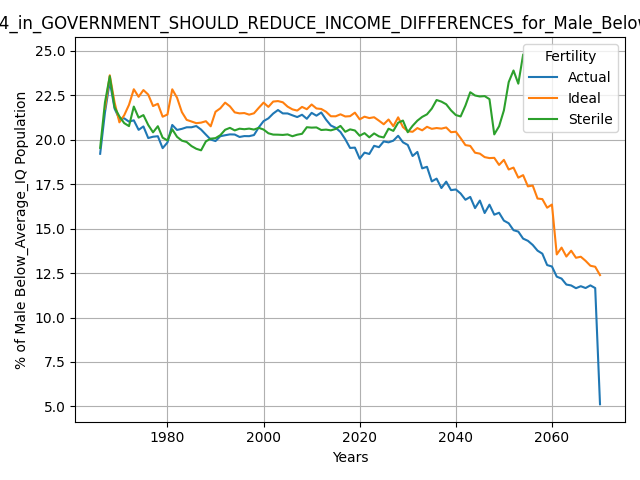 4_in_GOVERNMENT_SHOULD_REDUCE_INCOME_DIFFERENCES_for_Male_Below
% of Male Below_Average_IQ Population
25.0
22.5
20.0
17.5
15.0
12.5
10.0
7.5
5.0
Fertility
Actual
Ideal
Sterile
1980
2000
2020
2040
2060
Years